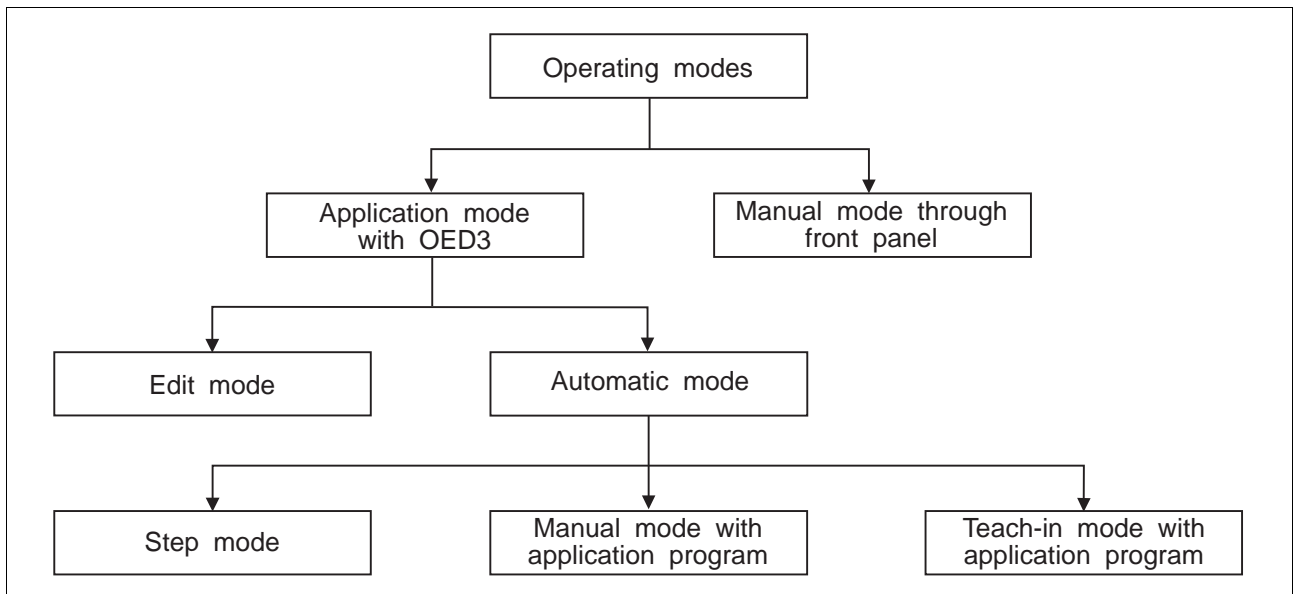 Operating modes
Application mode
with OED3
Manual mode through
front panel
Edit mode
Automatic mode
Step mode
Manual mode with
application program
Teach-in mode with
application program